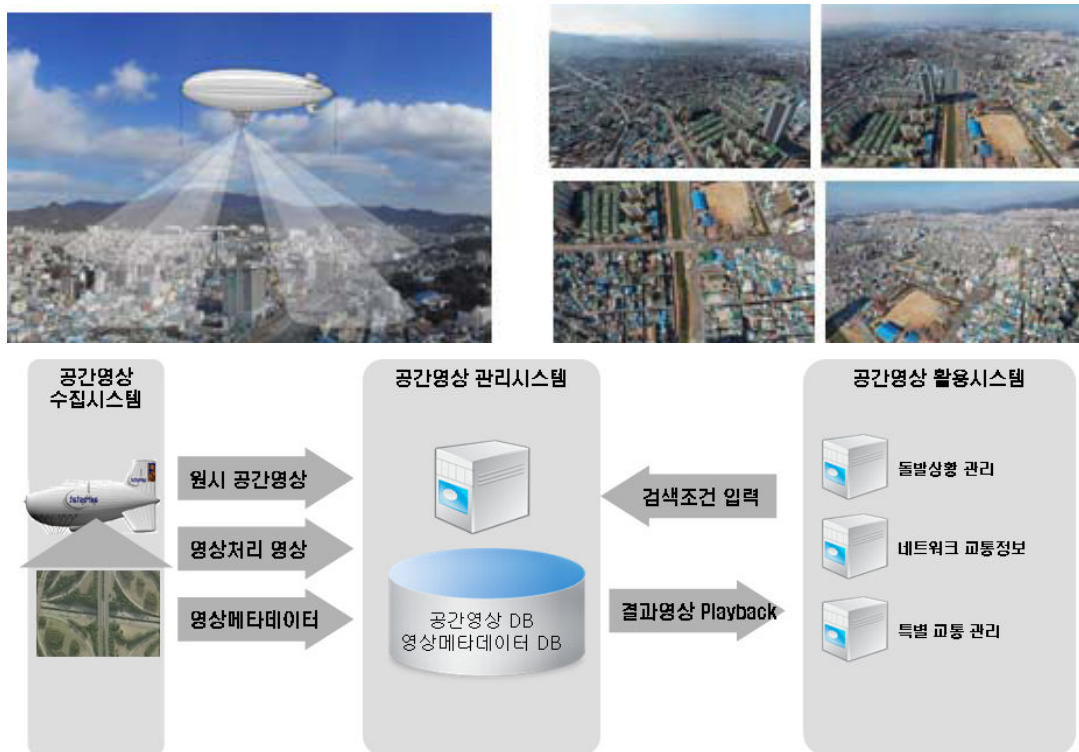 공간영상
수집시스템
공간영상 관리시스템
공간영상 활용시스템
원시 공간영상
영상처리 영상
영상메타데이터
공간영상 DB
영상메타데이터 DB
검색조건 입력
결과영상 Playback
돌발상황 관리
네트워크 교통정보
특별 교통 관리